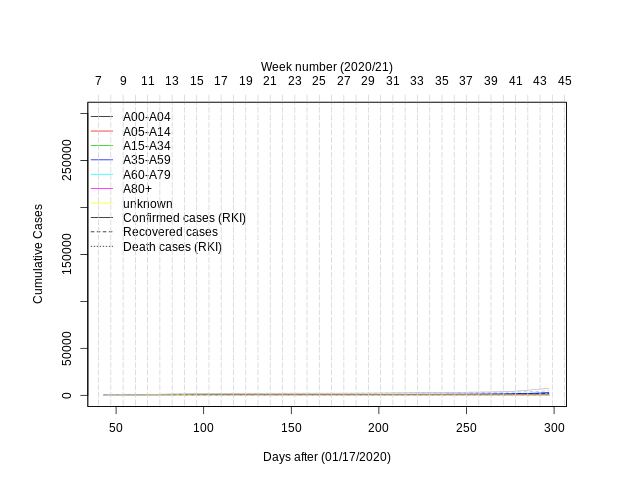 Week number (2020/21)
7 9 11 13 15 17 19 21 23 25 27 29 31 33 35 37 39 41 43 45
A00-A04
A05-A14
A15-A34
A35-A59
A60-A79
A80+
unknown
Confirmed cases (RKI)
Recovered cases
Death cases (RKI)
Cumulative Cases
250000
150000
50000
0
50 100 150 200 250 300
Days after (01/17/2020)